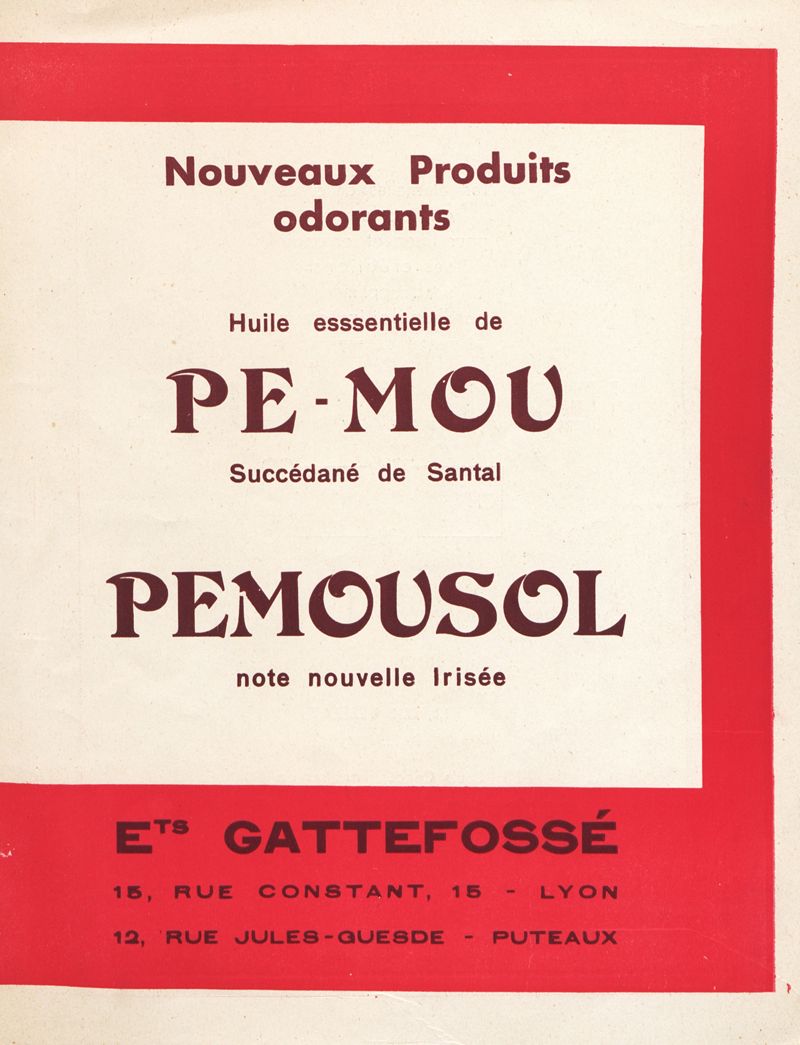 Nouveaux Produits
odorants
Huile esssentielle de
PE-MOU
Succédané de Santal
PEMOUSOL
note nouvelle Irisée
ETS GATTEFOSSÉ
15, RUE CONSTANT, 15 - LYON
12, RUE JULES-GUESDE - PUTEAUX